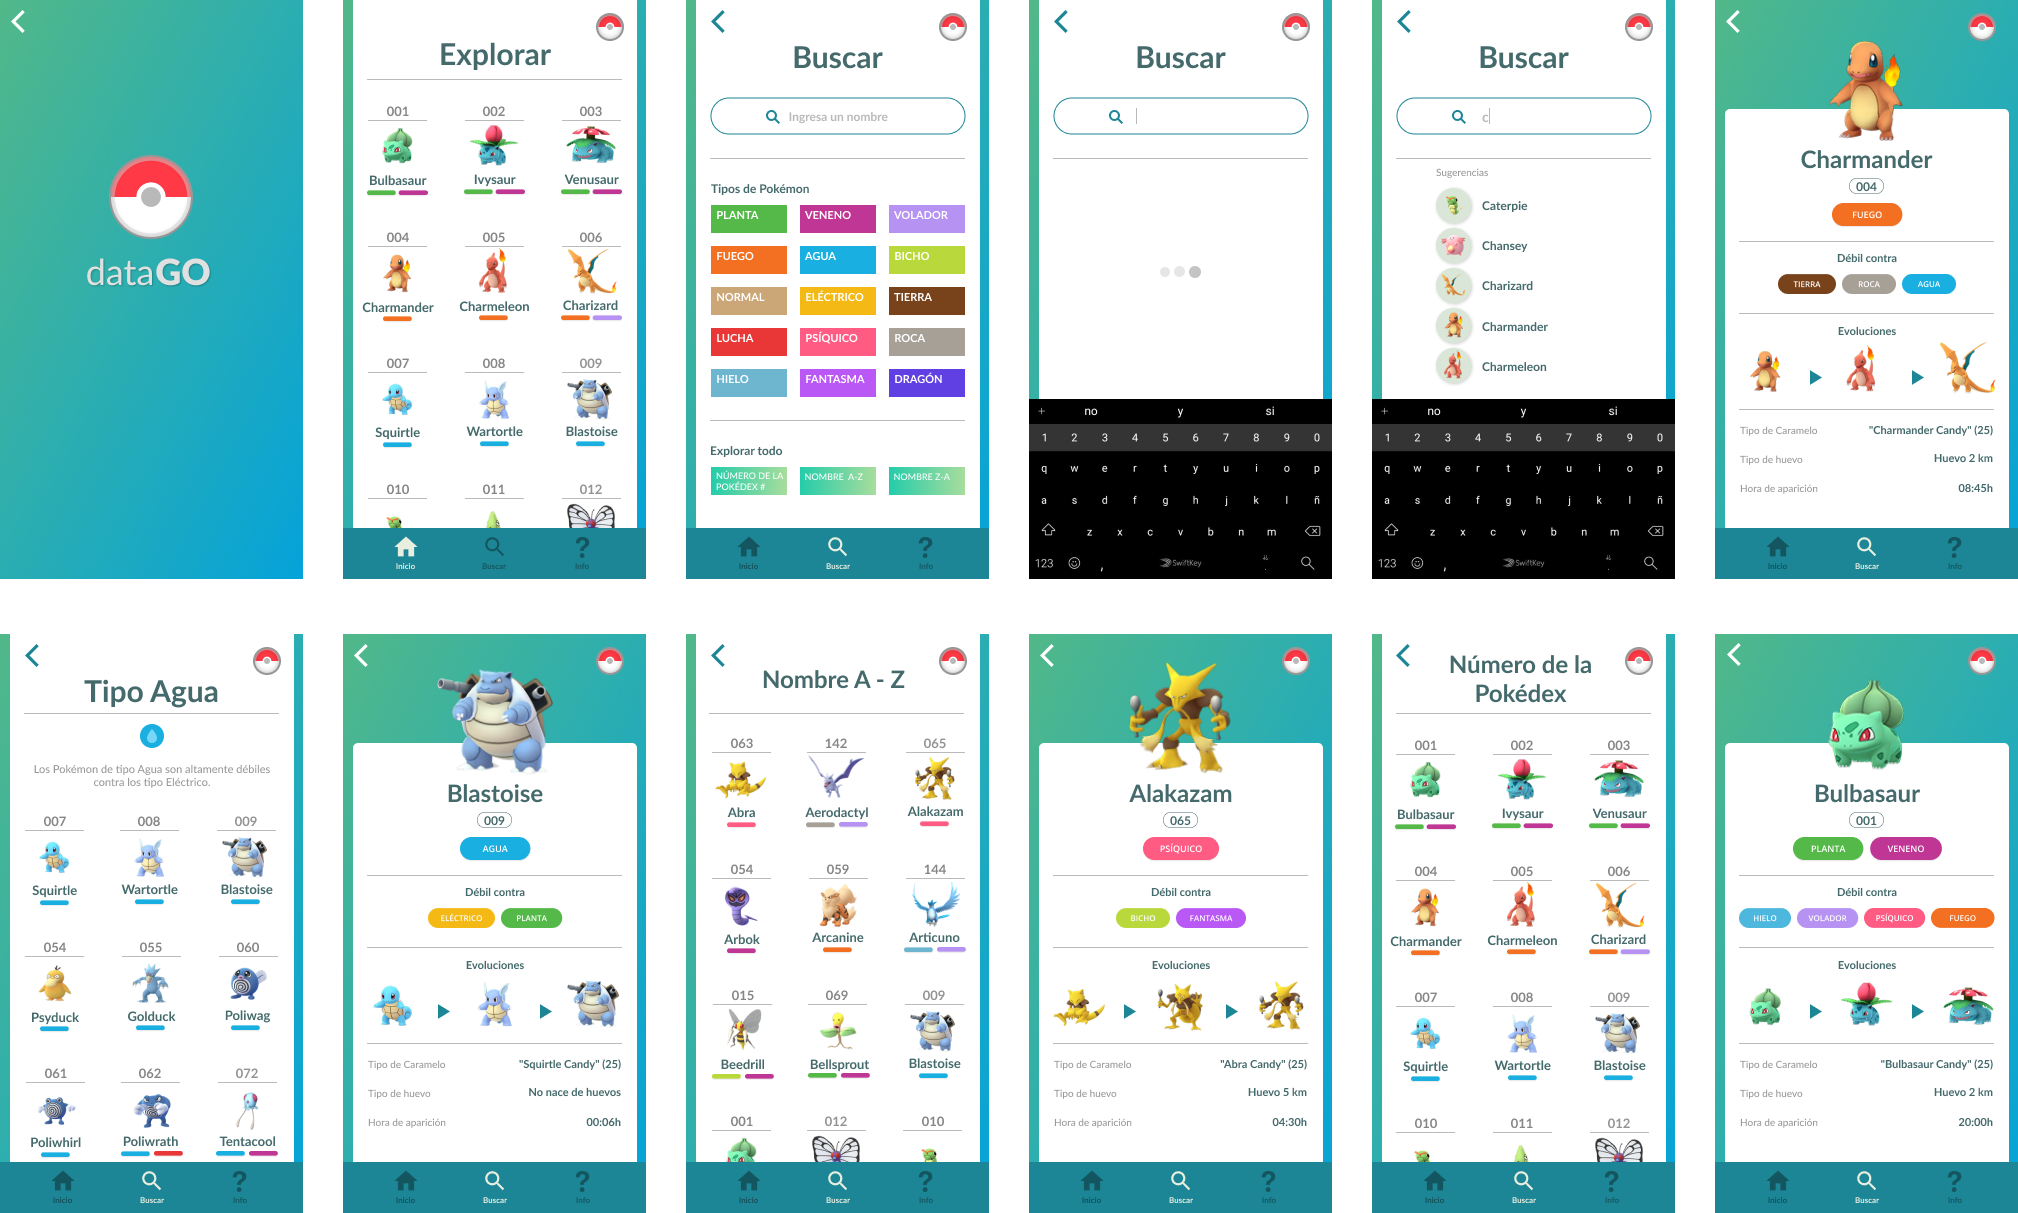 dataGO
Explorar
001 002 003
Bulbasaur Ivysaur Venusaur
004 005 006
Charmander Charmeleon Charizard
007 008 009
Squirtle Wartortle Blastoise
010 011 012
Inicio Buscar Info
Buscar
Ingresa un nombre
Tipos de Pokémon
PLANTA VENENO VOLADOR
FUEGO AGUA BICHO
NORMAL ELÉCTRICO TIERRA
LUCHA PSÍQUICO ROCA
HIELO FANTASMA DRAGÓN
Explorar todo
NÚMERO DE LA
POKÉDEX #
NOMBRE A-Z
NOMBRE Z-A
Inicio Buscar Info
Buscar
+ no y si
1 2 3 4 5 6 7 8 9 0
q w e r t y u i o p
a s d f g h j k l ñ
z x c v b n m
123 , SwiftKey .
Buscar
c
Sugerencias
Caterpie
Chansey
Charizard
Charmander
Charmeleon
+ no y si
1 2 3 4 5 6 7 8 9 0
q w e r t y u i o p
a s d f g h j k l ñ
z x c v b n m
123 , SwiftKey .
Charmander
004
FUEGO
Débil contra
TIERRA ROCA AGUA
Evoluciones
Tipo de Caramelo "Charmander Candy" (25)
Tipo de huevo Huevo 2 km
Hora de aparición 08:45h
Inicio Buscar Info
Tipo Agua
Los Pokémon de tipo Agua son altamente débiles
contra los tipo Eléctrico.
007 008 009
Squirtle Wartortle Blastoise
054 055 060
Psyduck Golduck Poliwag
061 062 072
Poliwhirl Poliwrath Tentacool
Inicio Buscar Info
Blastoise
009
AGUA
Débil contra
ELÉCTRICO PLANTA
Evoluciones
Tipo de Caramelo "Squirtle Candy" (25)
Tipo de huevo No nace de huevos
Hora de aparición 00:06h
Inicio Buscar Info
Nombre A - Z
063 142 065
Abra Aerodactyl Alakazam
054 059 144
Arbok Arcanine Articuno
015 069 009
Beedrill Bellsprout Blastoise
001 012 010
Inicio Buscar Info
Alakazam
065
PSÍQUICO
Débil contra
BICHO FANTASMA
Evoluciones
Tipo de Caramelo "Abra Candy" (25)
Tipo de huevo Huevo 5 km
Hora de aparición 04:30h
Inicio Buscar Info
Número de la
Pokédex
001 002 003
Bulbasaur Ivysaur Venusaur
004 005 006
Charmander Charmeleon Charizard
007 008 009
Squirtle Wartortle Blastoise
010 011 012
Inicio Buscar Info
Bulbasaur
001
PLANTA VENENO
Débil contra
HIELO VOLADOR PSÍQUICO FUEGO
Evoluciones
Tipo de Caramelo "Bulbasaur Candy" (25)
Tipo de huevo Huevo 2 km
Hora de aparición 20:00h
Inicio Buscar Info